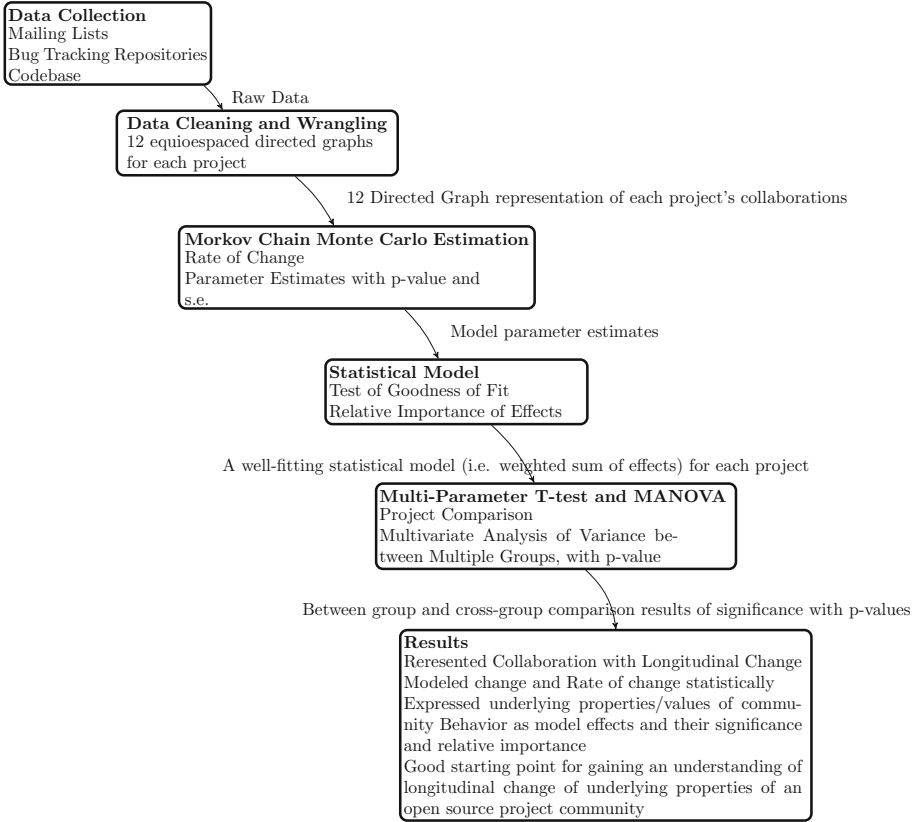 Data Collection
Mailing Lists
Bug Tracking Repositories
Codebase
Raw Data
Data Cleaning and Wrangling
12 equioespaced directed graphs
for each project
12 Directed Graph representation of each project's collaborations
Morkov Chain Monte Carlo Estimation
Rate of Change
Parameter Estimates with p-value and
s.e.
Model parameter estimates
Statistical Model
Test of Goodness of Fit
Relative Importance of Effects
A well-fitting statistical model (i.e. weighted sum of effects) for each project
Multi-Parameter T-test and MANOVA
Project Comparison
Multivariate Analysis of Variance be-
tween Multiple Groups, with p-value
Between group and cross-group comparison results of significance with p-values
Results
Reresented Collaboration with Longitudinal Change
Modeled change and Rate of change statistically
Expressed underlying properties/values of commu-
nity Behavior as model effects and their significance
and relative importance
Good starting point for gaining an understanding of
longitudinal change of underlying properties of an
open source project community